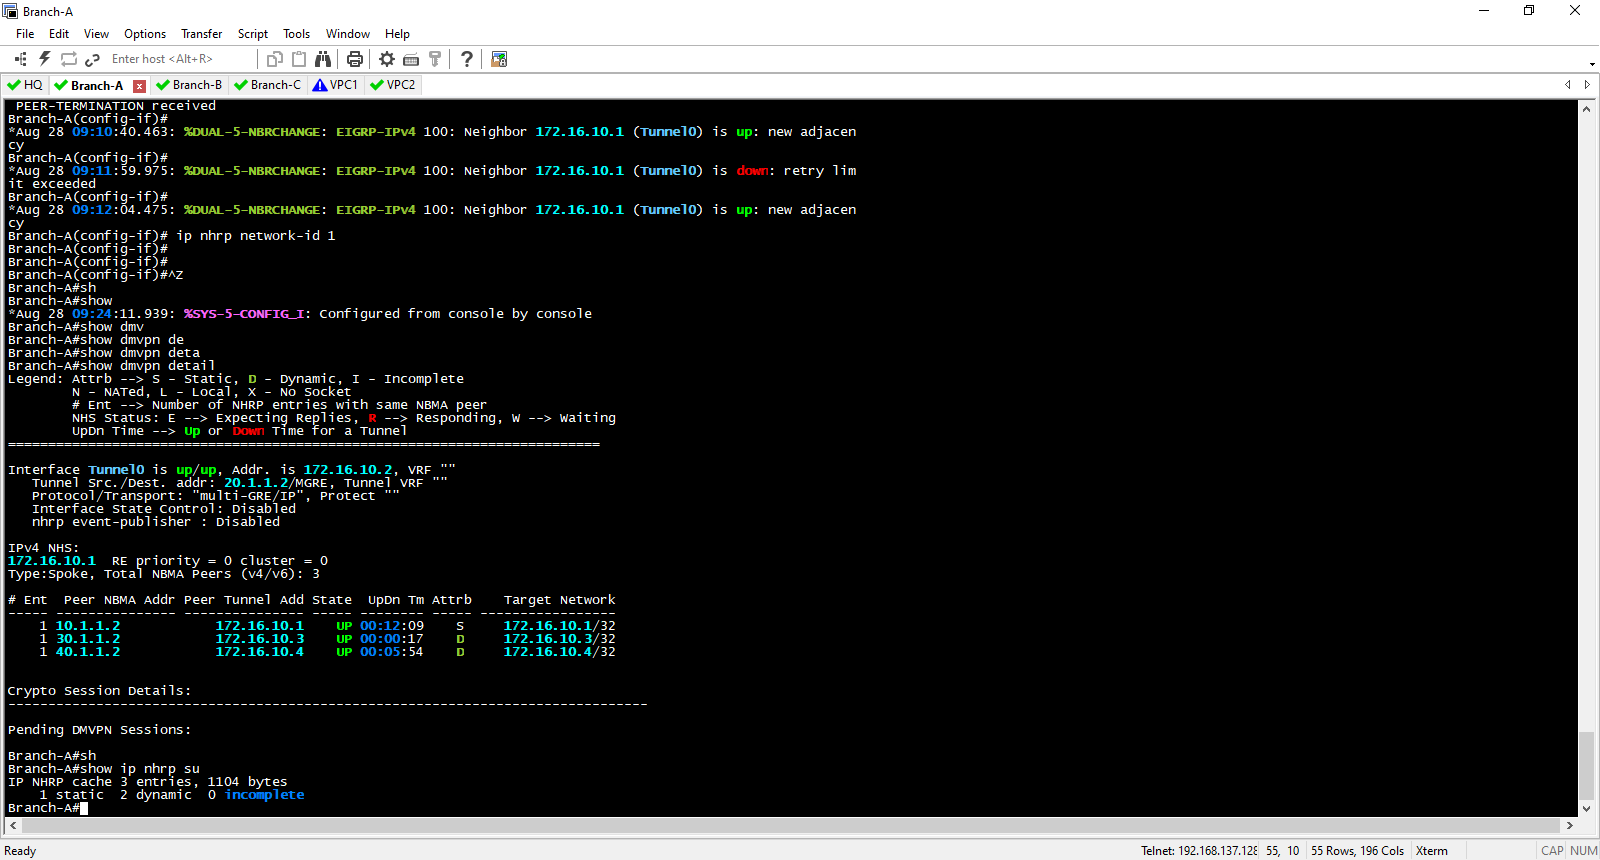 Branch-A
File Edit View Options Transfer Script Tools Window Help
Enter host <Alt+R>
HQ Branch-A x Branch-B Branch-C VPC1 VPC2
PEER-TERMINATION received
Branch-A(config-if)#
*Aug 28 09:10:40.463: %DUAL-5-NBRCHANGE: EIGRP-IPv4 100: Neighbor 172.16.10.1 (Tunnel0) is up: new adjacen
cy
Branch-A(config-if)#
*Aug 28 09:11:59.975: %DUAL-5-NBRCHANGE: EIGRP-IPv4 100: Neighbor 172.16.10.1 (Tunnel0) is down: retry lim
it exceeded
Branch-A(config-if)#
*Aug 28 09:12:04.475: %DUAL-5-NBRCHANGE: EIGRP-IPv4 100: Neighbor 172.16.10.1 (Tunnel0) is up: new adjacen
cy
Branch-A(config-if)# ip nhrp network-id 1
Branch-A(config-if)#
Branch-A(config-if)#
Branch-A(config-if)#^Z
Branch-A#sh
Branch-A#show
*Aug 28 09:24:11.939: %SYS-5-CONFIG_I: Configured from console by console
Branch-A#show dmv
Branch-A#show dmvpn de
Branch-A#show dmvpn deta
Branch-A#show dmvpn detail
Legend: Attrb --> S - Static, D - Dynamic, I - Incomplete
N - NATed, L - Local, X - No Socket
# Ent --> Number of NHRP entries with same NBMA peer
NHS Status: E --> Expecting Replies, R --> Responding, W --> Waiting
UpDn Time --> Up or Down Time for a Tunnel
==========================================================================
Interface Tunnel0 is up/up, Addr. is 172.16.10.2, VRF ""
Tunnel Src./Dest. addr: 20.1.1.2/MGRE, Tunnel VRF ""
Protocol/Transport: "multi-GRE/IP", Protect ""
Interface State Control: Disabled
nhrp event-publisher : Disabled
IPv4 NHS:
172.16.10.1  RE priority = 0 cluster = 0
Type:Spoke, Total NBMA Peers (v4/v6): 3
# Ent  Peer NBMA Addr Peer Tunnel Add State  UpDn Tm Attrb    Target Network
----- --------------- --------------- ----- -------- ----- -----------------
1 10.1.1.2            172.16.10.1    UP 00:12:09    S     172.16.10.1/32
1 30.1.1.2            172.16.10.3    UP 00:00:17    D     172.16.10.3/32
1 40.1.1.2            172.16.10.4    UP 00:05:54    D     172.16.10.4/32
Crypto Session Details:
--------------------------------------------------------------------------------
Pending DMVPN Sessions:
Branch-A#sh
Branch-A#show ip nhrp su
IP NHRP cache 3 entries, 1104 bytes
1 static  2 dynamic  0 incomplete
Branch-A#
Ready Telnet: 192.168.137.128 55, 10 55 Rows, 196 Cols Xterm CAP NUM